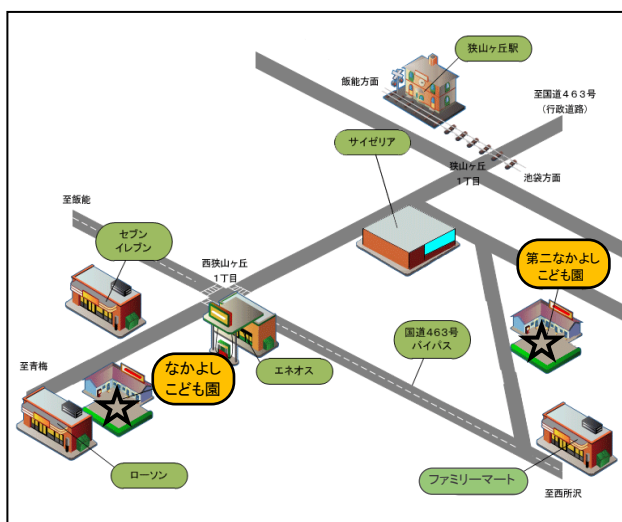 狭山ヶ丘駅
飯能方面
至国道463号
(行政道路)
サイゼリア
狭山ヶ丘
1丁目
池袋方面
至飯能
セブン
イレブン
西狭山ヶ丘
1丁目
第二なかよし
こども園
国道463号
バイパス
エネオス
至青梅
なかよし
こども園
ローソン
ファミリーマート
至西所沢